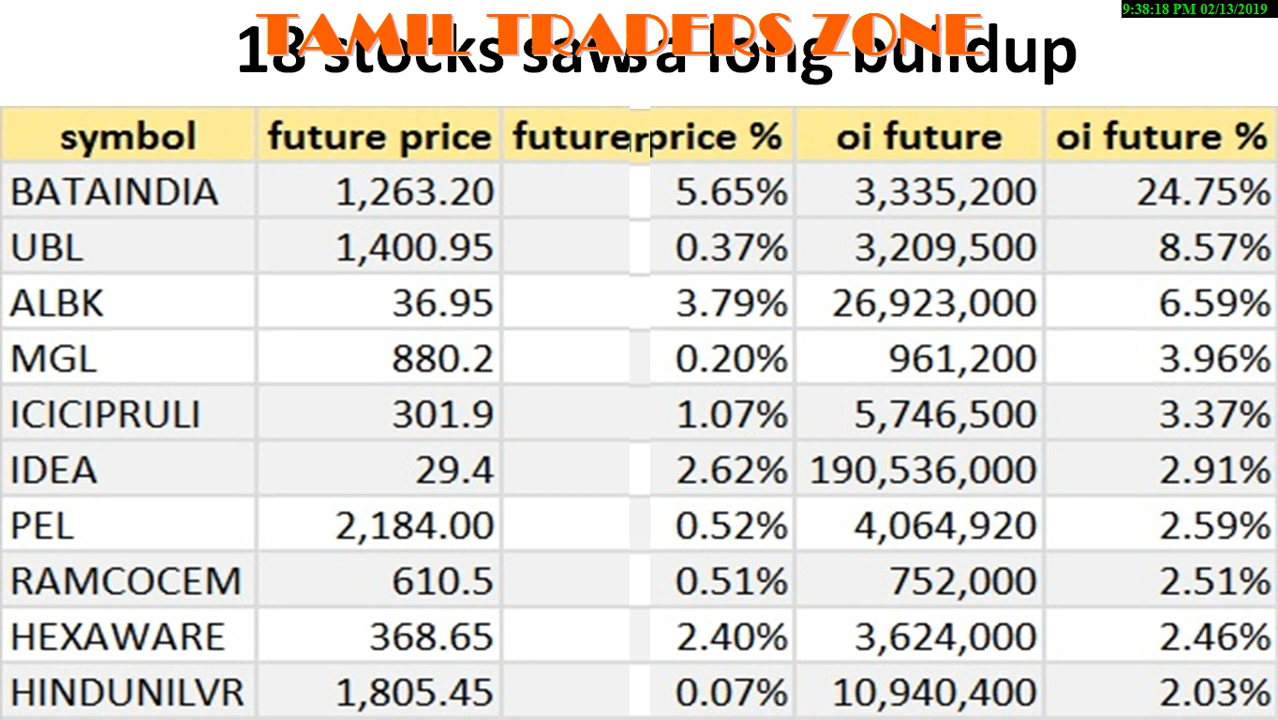 9:38:18 PM 02/13/2019
TAMIL TRADERS ZONE
18 stocks saw a long buildup
symbol future price future price % oi future oi future %
BATAINDIA 1,263.20 5.65% 3,335,200 24.75%
UBL 1,400.95 0.37% 3,209,500 8.57%
ALBK 36.95 3.79% 26,923,000 6.59%
MGL 880.2 0.20% 961,200 3.96%
ICICIPRULI 301.9 1.07% 5,746,500 3.37%
IDEA 29.4 2.62% 190,536,000 2.91%
PEL 2,184.00 0.52% 4,064,920 2.59%
RAMCOCEM 610.5 0.51% 752,000 2.51%
HEXAWARE 368.65 2.40% 3,624,000 2.46%
HINDUNILVR 1,805.45 0.07% 10,940,400 2.03%